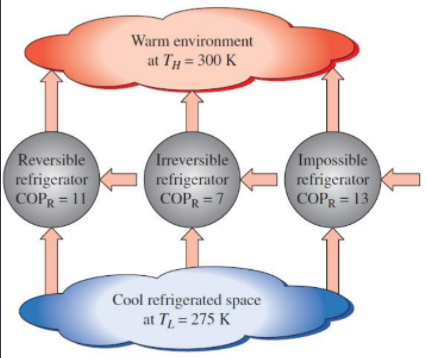 Warm environment
at T_H = 300 K
Reversible
refrigerator
COP_R = 11
Irreversible
refrigerator
COP_R = 7
Impossible
refrigerator
COP_R = 13
Cool refrigerated space
at T_L = 275 K